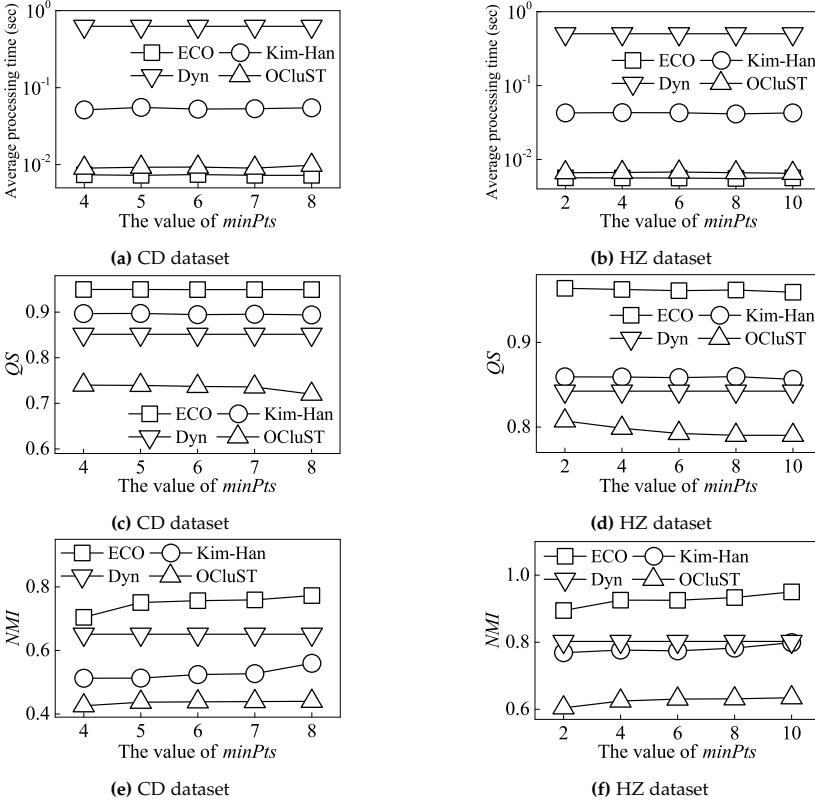 Average processing time (sec)
10^0
10^-1
10^-2
ECO Kim-Han
Dyn OCluST
4 5 6 7 8
The value of minPts
(a) CD dataset
Average processing time (sec)
10^0
10^-1
10^-2
ECO Kim-Han
Dyn OCluST
2 4 6 8 10
The value of minPts
(b) HZ dataset
QS
0.9
0.8
0.7
0.6
ECO Kim-Han
Dyn OCluST
4 5 6 7 8
The value of minPts
(c) CD dataset
QS
0.9
0.8
ECO Kim-Han
Dyn OCluST
2 4 6 8 10
The value of minPts
(d) HZ dataset
NMI
0.8
0.6
0.4
ECO Kim-Han
Dyn OCluST
4 5 6 7 8
The value of minPts
(e) CD dataset
NMI
1.0
0.8
0.6
ECO Kim-Han
Dyn OCluST
2 4 6 8 10
The value of minPts
(f) HZ dataset